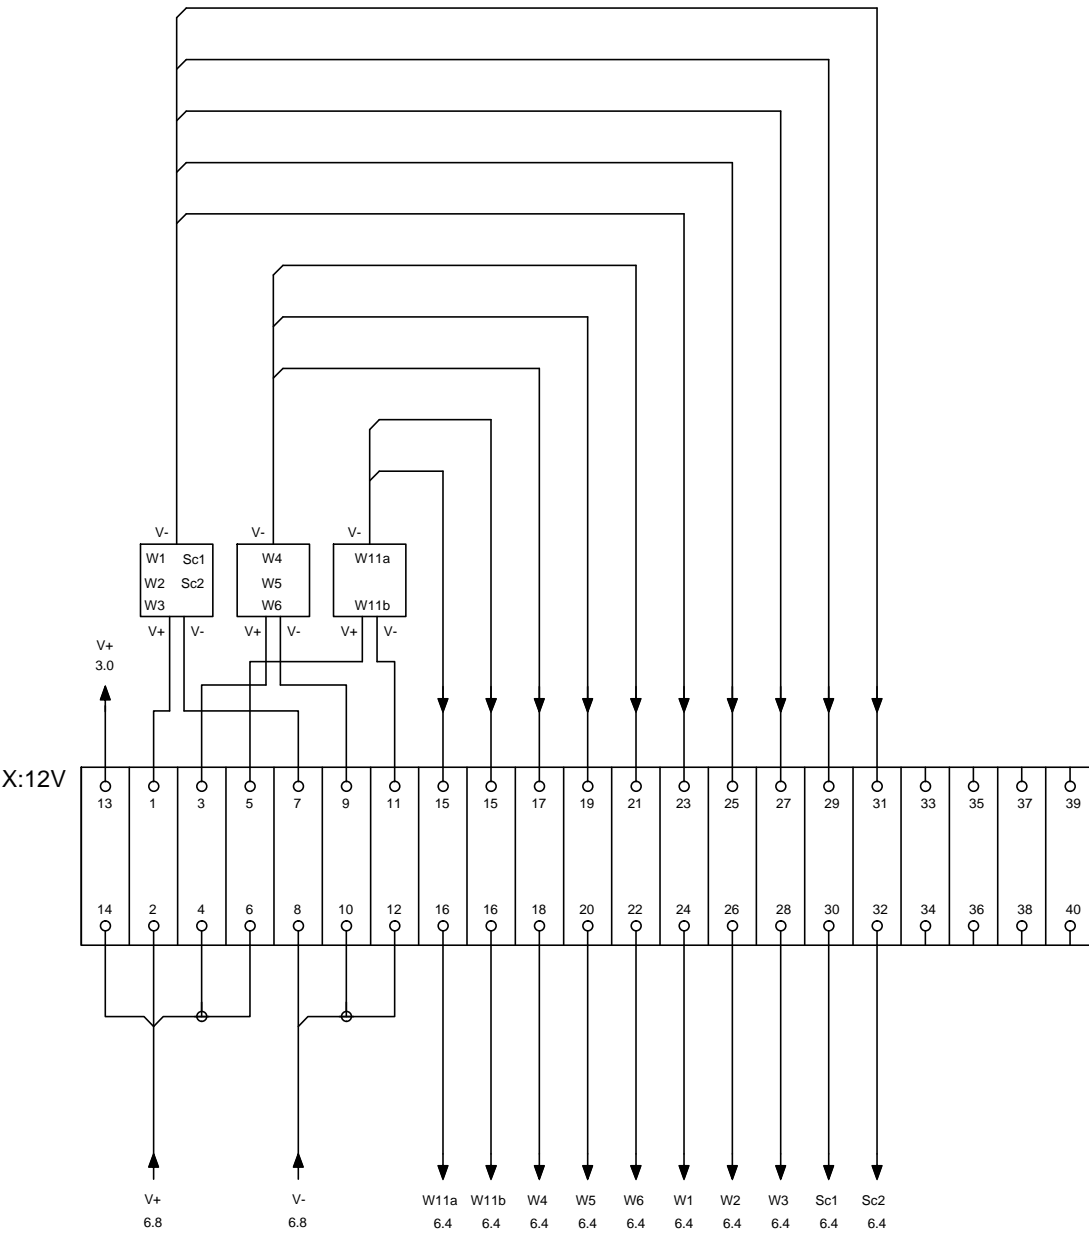 V- V- V-
W1 Sc1 W4 W11a
W2 Sc2 W5
W3 W6 W11b
V+ V- V+ V- V+ V-
V+
3.0
X:12V
13 1 3 5 7 9 11 15 15 17 19 21 23 25 27 29 31 33 35 37 39
14 2 4 6 8 10 12 16 16 18 20 22 24 26 28 30 32 34 36 38 40
V+ V- W11a W11b W4 W5 W6 W1 W2 W3 Sc1 Sc2
6.8 6.8 6.4 6.4 6.4 6.4 6.4 6.4 6.4 6.4 6.4 6.4